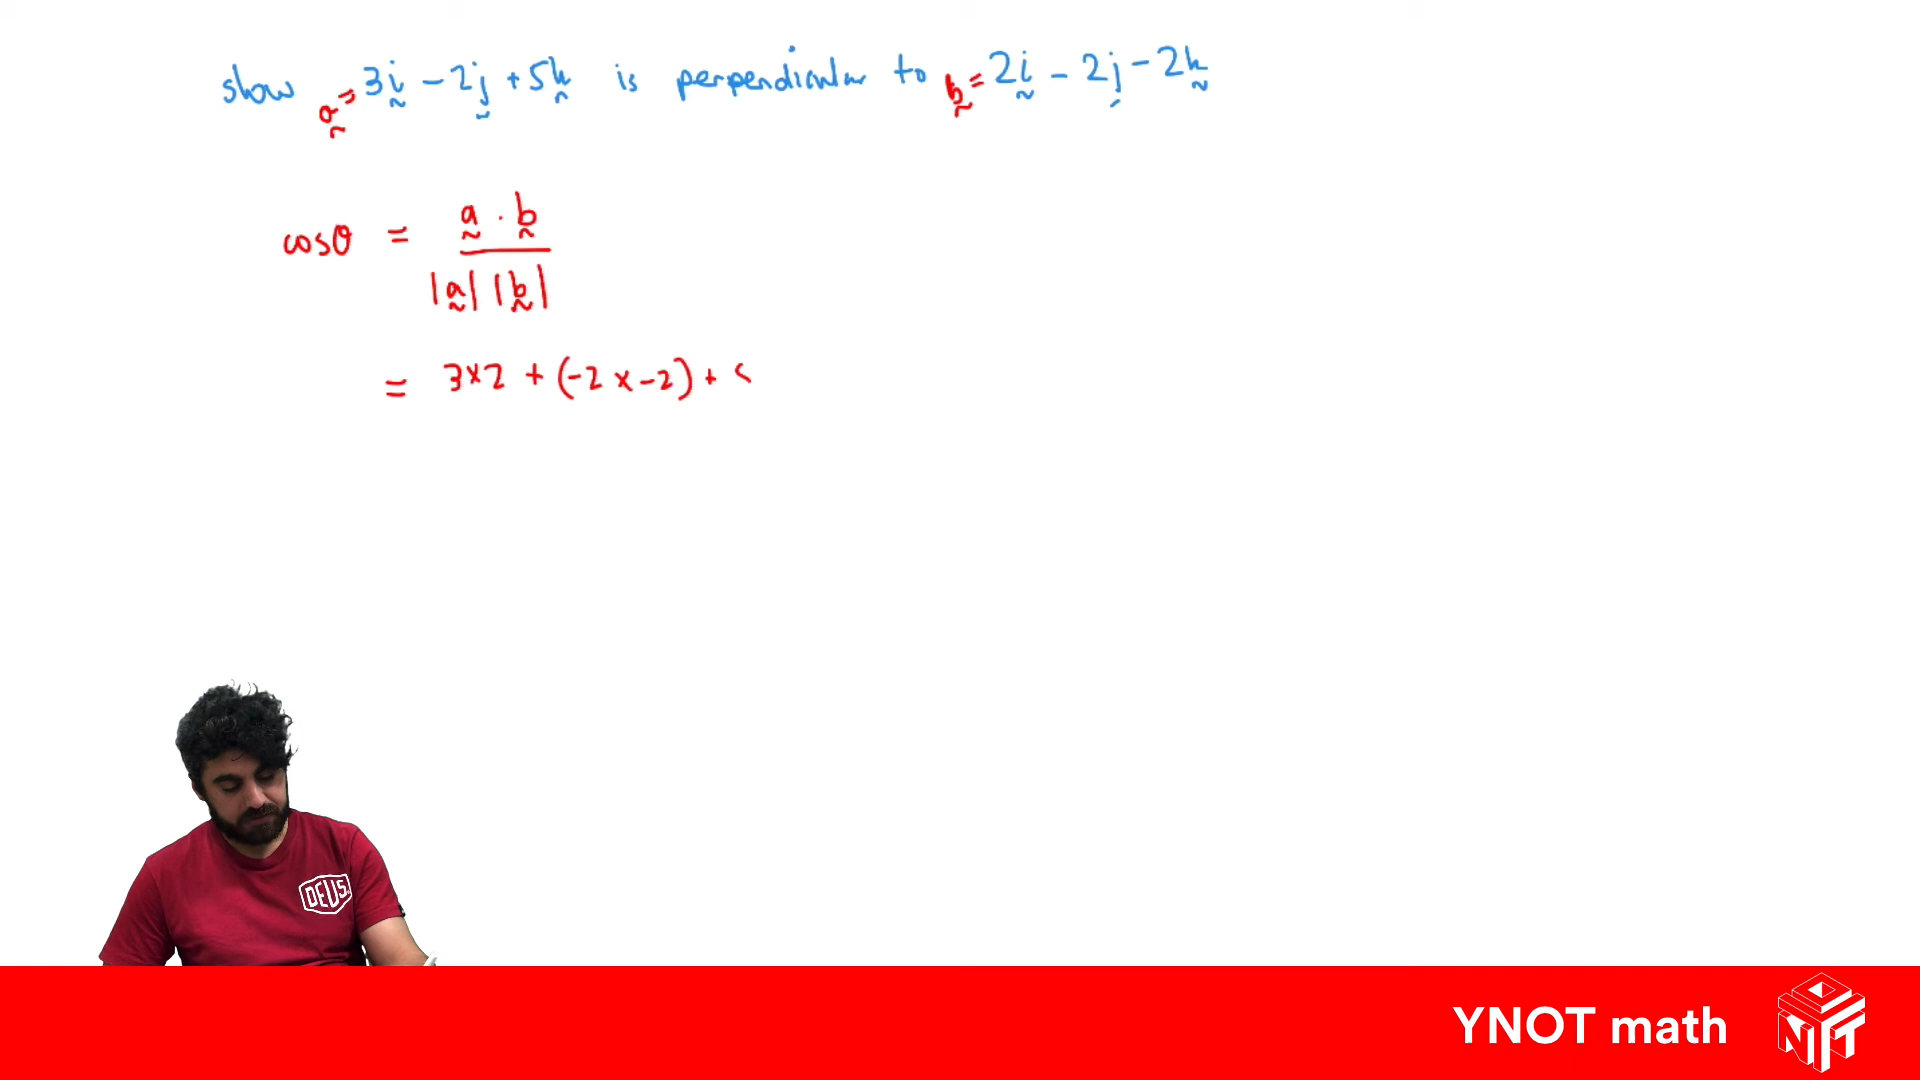 show a = 3i - 2j + 5k is perpendicular to b = 2i - 2j - 2k
cosθ = a · b
|a| |b|
= 3×2 + (-2 × -2) +
DEUS
YNOT math